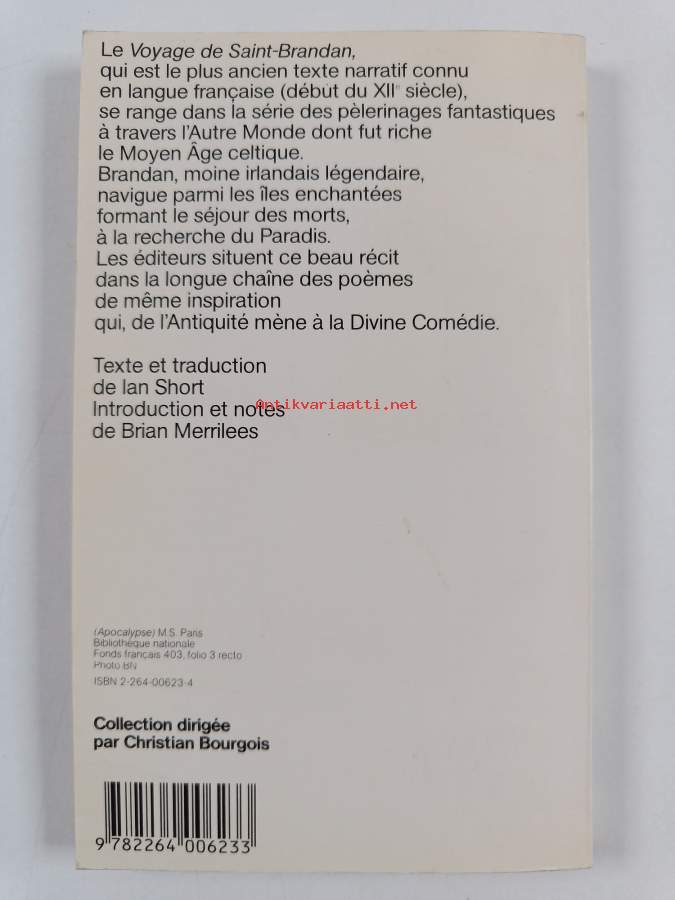 Le Voyage de Saint-Brandan,
qui est le plus ancien texte narratif connu
en langue française (début du XIIe siècle),
se range dans la série des pèlerinages fantastiques
à travers l'Autre Monde dont fut riche
le Moyen Âge celtique.
Brandan, moine irlandais légendaire,
navigue parmi les îles enchantées
formant le séjour des morts,
à la recherche du Paradis.
Les éditeurs situent ce beau récit
dans la longue chaîne des poèmes
de même inspiration
qui, de l'Antiquité mène à la Divine Comédie.
Texte et traduction
de Ian Short
Introduction et notes
Antikvariaatti.net
de Brian Merrilees
(Apocalypse) M.S. Paris
Bibliothèque nationale
Fonds français 403, folio 3 recto
Photo BN
ISBN 2-264-00623-4
Collection dirigée
par Christian Bourgois
9 782264 006233